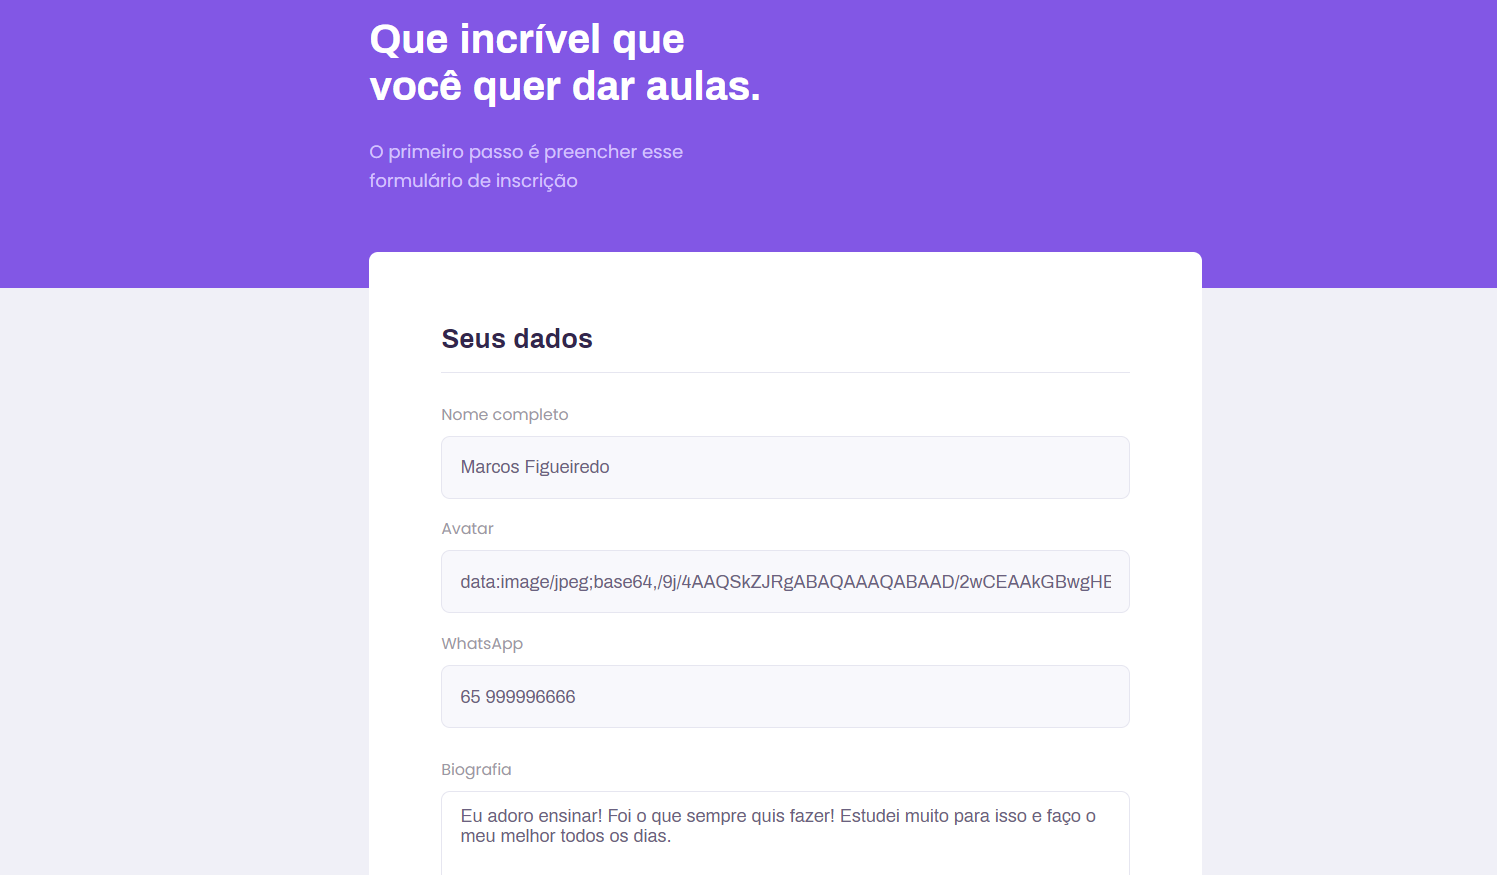 Que incrível que
você quer dar aulas.
O primeiro passo é preencher esse
formulário de inscrição
Seus dados
Nome completo
Marcos Figueiredo
Avatar
data:image/jpeg;base64,/9j/4AAQSkZJRgABAQAAAQABAAD/2wCEAAkGBwgHE
WhatsApp
65 999996666
Biografia
Eu adoro ensinar! Foi o que sempre quis fazer! Estudei muito para isso e faço o
meu melhor todos os dias.